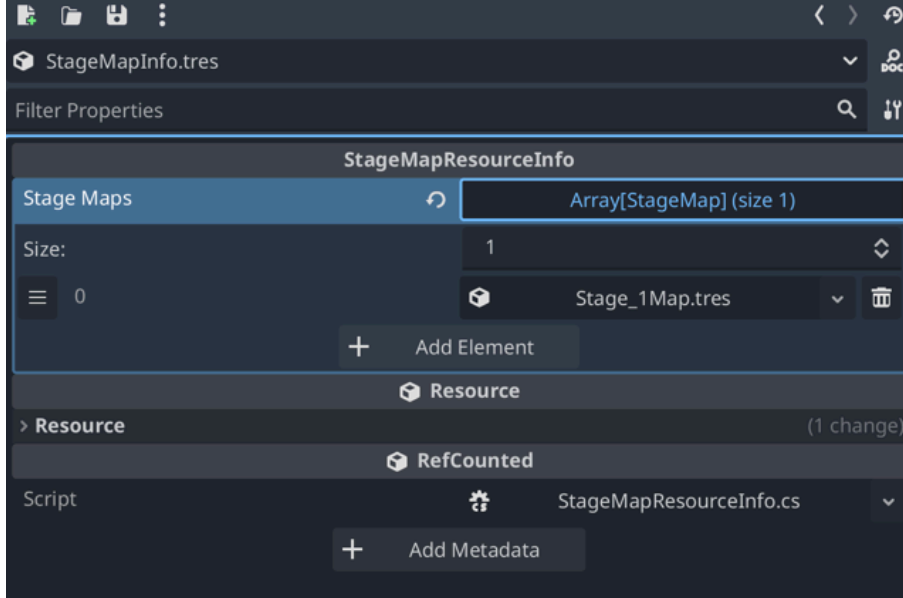 StageMapInfo.tres
DOC
Filter Properties
StageMapResourceInfo
Stage Maps Array[StageMap] (size 1)
Size: 1
0 Stage_1Map.tres
Add Element
Resource
Resource (1 change)
RefCounted
Script StageMapResourceInfo.cs
Add Metadata